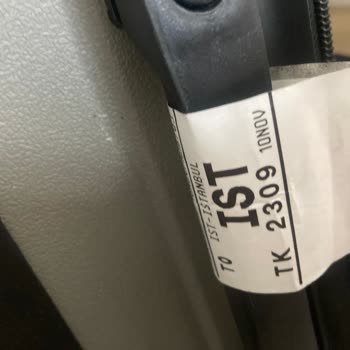 TO IST-ISTANBUL
IST
TK 2309 10NOV